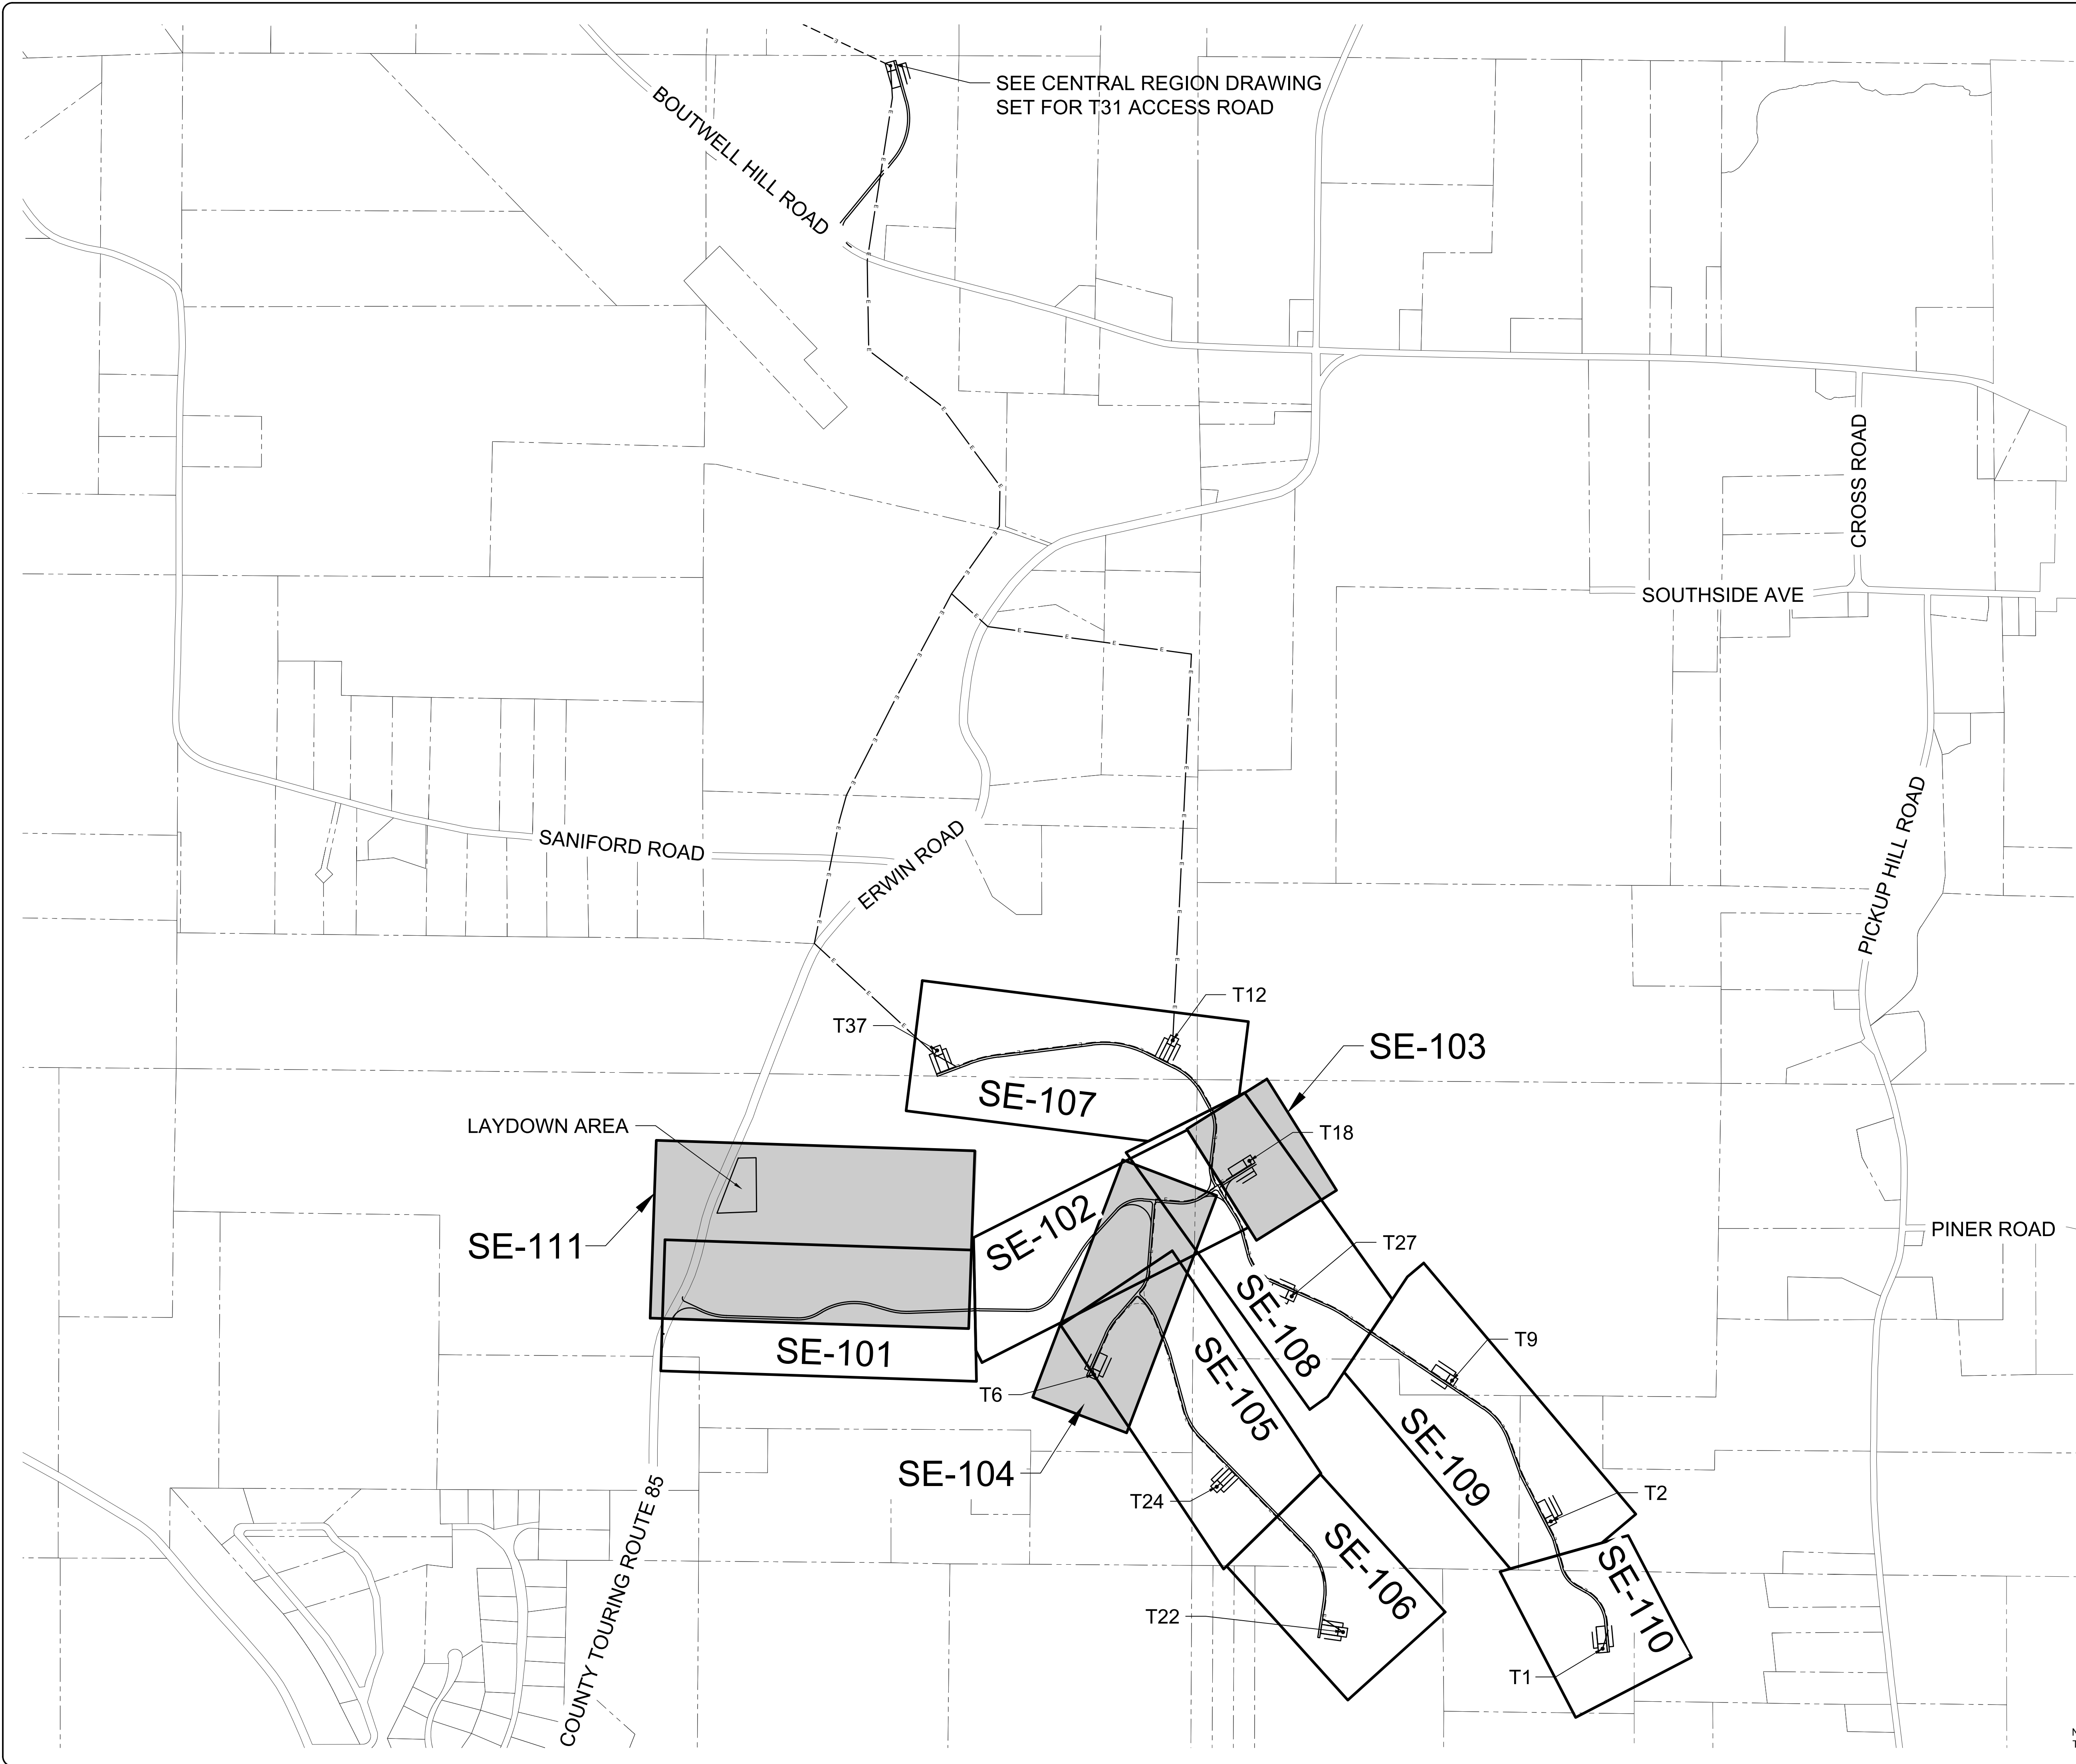 SEE CENTRAL REGION DRAWING
SET FOR T31 ACCESS ROAD
BOUTWELL HILL ROAD
CROSS ROAD
SOUTHSIDE AVE
PICKUP HILL ROAD
SANIFORD ROAD
ERWIN ROAD
T12
T37
SE-103
SE-107
LAYDOWN AREA
T18
SE-102
SE-111
T27
PINER ROAD
SE-108
T9
SE-101
T6
SE-105
SE-104
SE-109
T24
T2
COUNTY TOURING ROUTE 85
SE-106
SE-110
T22
T1